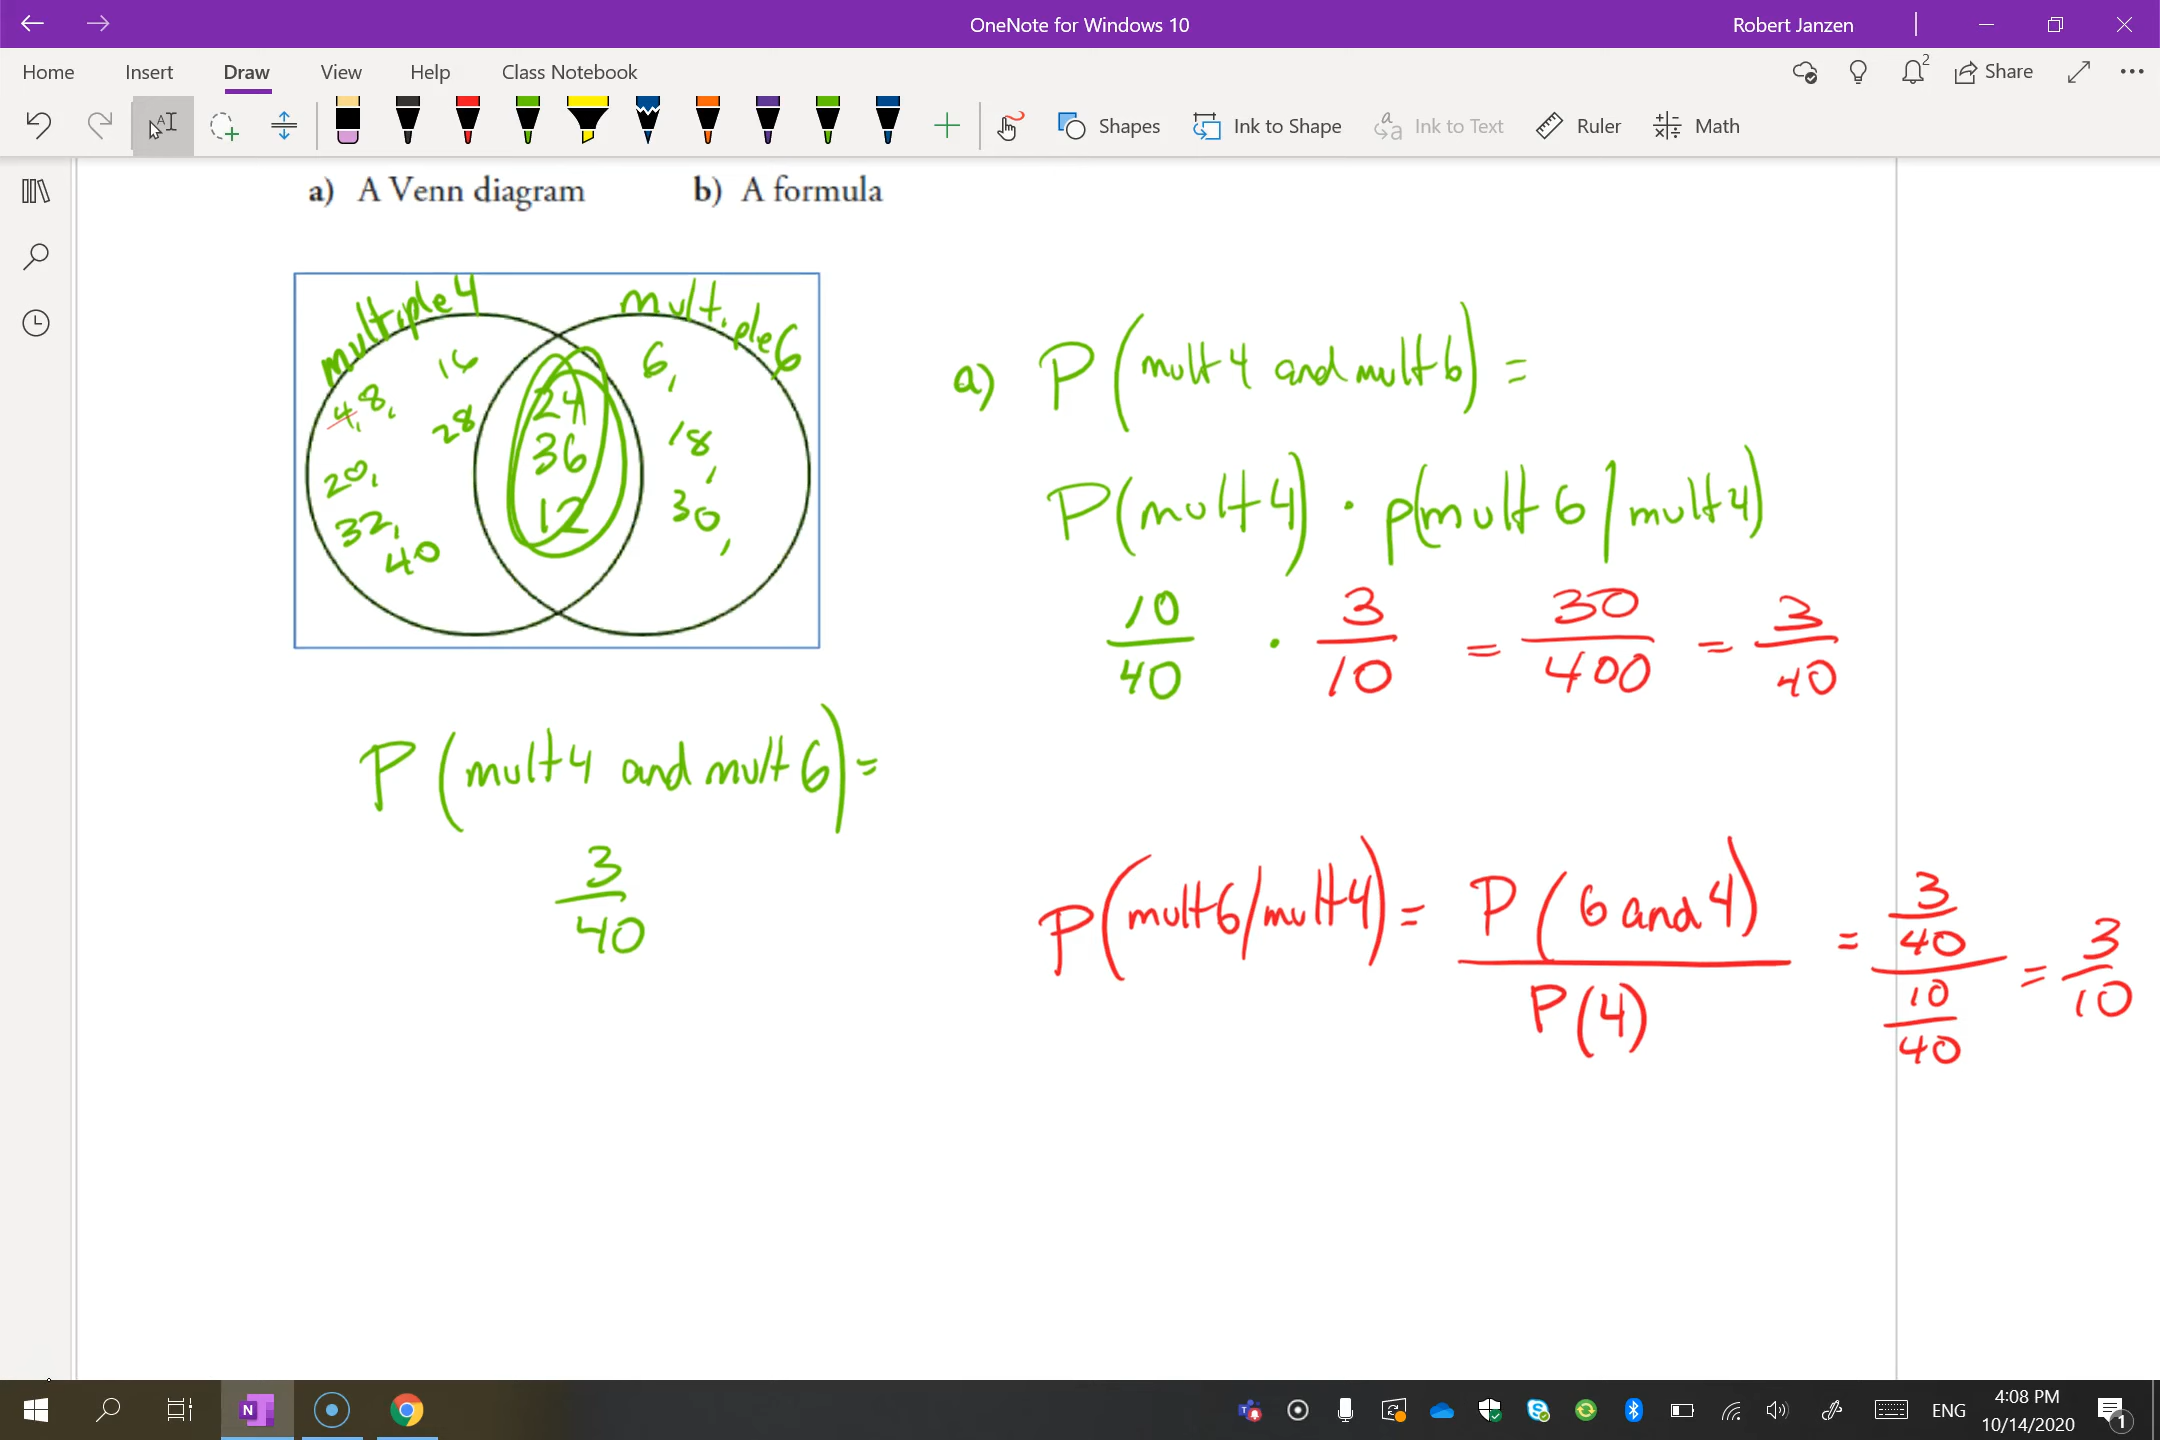 OneNote for Windows 10
Robert Janzen
Home Insert Draw View Help Class Notebook
2
Share
Shapes Ink to Shape Ink to Text Ruler Math
a) A Venn diagram b) A formula
multiple 4
multiple 6
4, 8, 16
28
20,
32,
40
24
36
12
6,
18,
30,
a) P(mult 4 and mult 6) =
P(mult 4) · P(mult 6 / mult 4)
10/40 · 3/10 = 30/400 = 3/40
P(mult 4 and mult 6) =
3/40
P(mult 6/mult 4) = P(6 and 4)/P(4) = 3/40/10/40 = 3/10
ENG
4:08 PM
10/14/2020
1